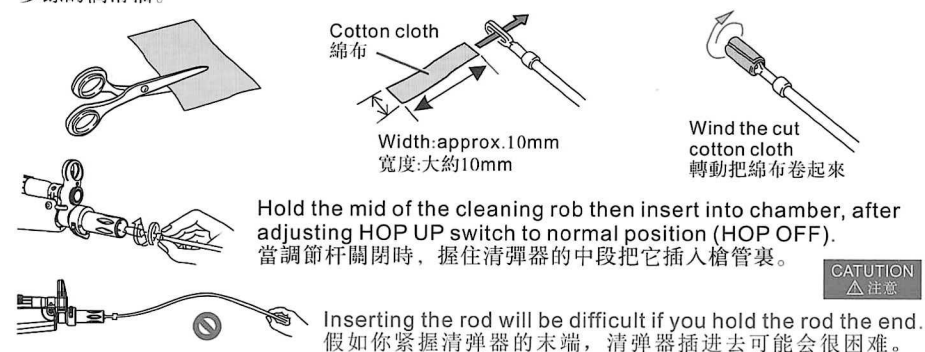 Cotton cloth
綿布
Width:approx.10mm
寬度:大約10mm
Wind the cut
cotton cloth
轉動把綿布卷起來
Hold the mid of the cleaning rob then insert into chamber, after
adjusting HOP UP switch to normal position (HOP OFF).
當調節杆關閉時，握住清彈器的中段把它插入槍管裏。
CATUTION
⚠注意
Inserting the rod will be difficult if you hold the rod the end.
假如你紧握清弹器的末端，清弹器插进去可能会很困难。